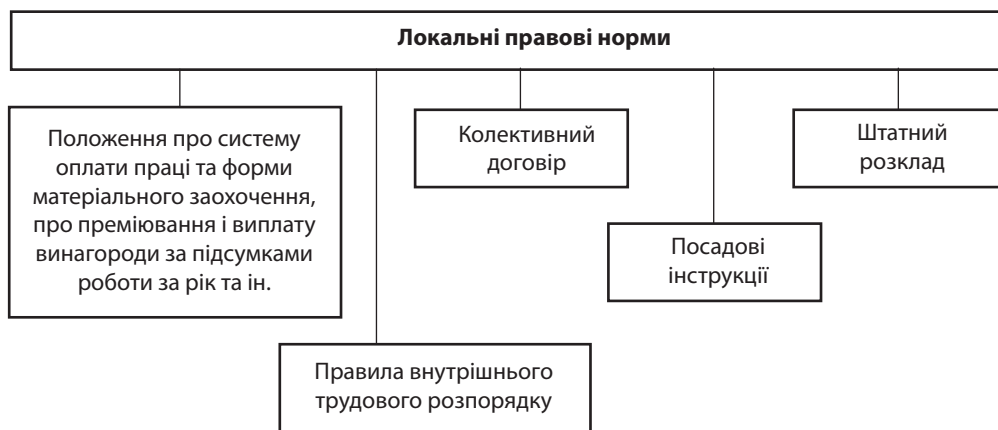 Локальні правові норми
Положення про систему
оплати праці та форми
матеріального заохочення,
про преміювання і виплату
винагороди за підсумками
роботи за рік та ін.
Правила внутрішнього
трудового розпорядку
Колективний
договір
Посадові
інструкції
Штатний
розклад